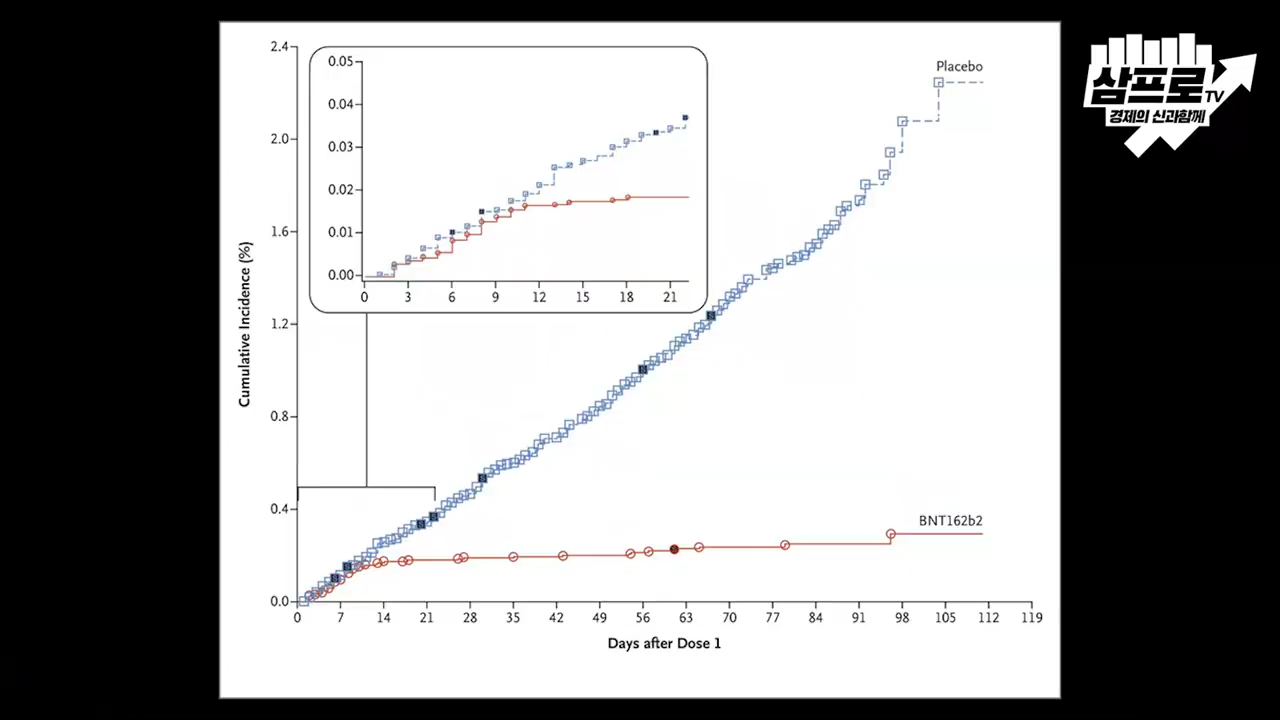 2.4
Placebo
0.05
0.04
2.0
0.03
0.02
1.6
0.01
0.00
0 3 6 9 12 15 18 21
1.2
Cumulative Incidence (%)
0.8
0.4
BNT162b2
0.0
0 7 14 21 28 35 42 49 56 63 70 77 84 91 98 105 112 119
Days after Dose 1
삼프로TV
경제의 신과함께